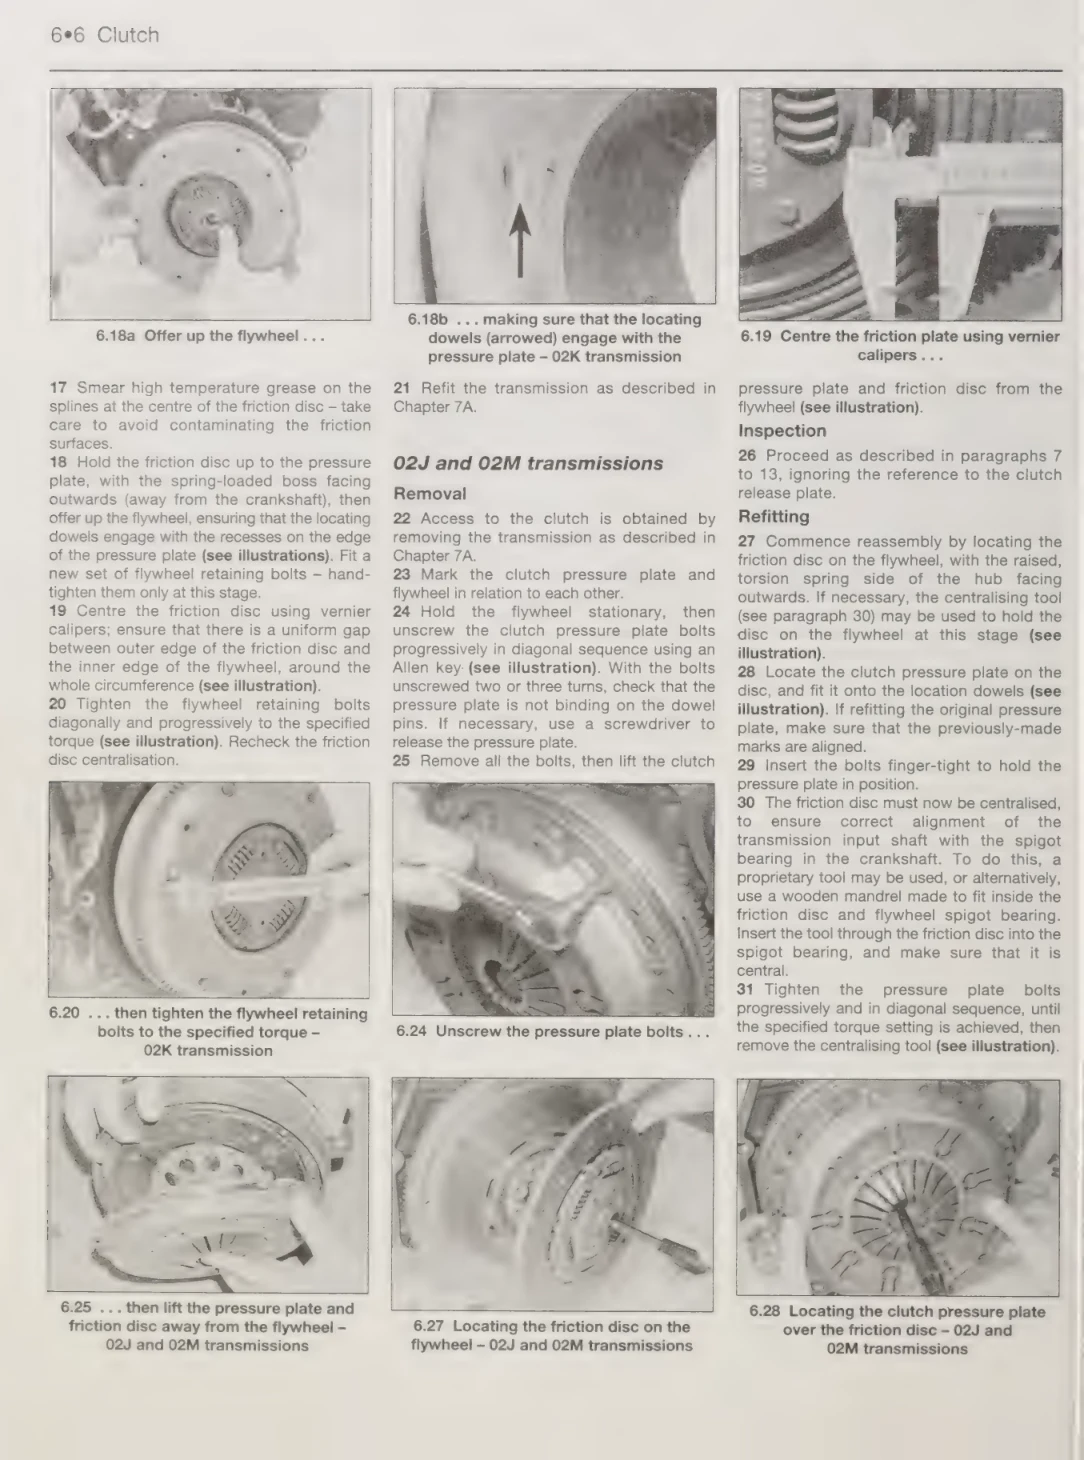 6•6 Clutch
6.18a Offer up the flywheel . . .
6.18b . . . making sure that the locating
dowels (arrowed) engage with the
pressure plate – 02K transmission
6.19 Centre the friction plate using vernier
calipers . . .
17 Smear high temperature grease on the
splines at the centre of the friction disc – take
care to avoid contaminating the friction
surfaces.
18 Hold the friction disc up to the pressure
plate, with the spring-loaded boss facing
outwards (away from the crankshaft), then
offer up the flywheel, ensuring that the locating
dowels engage with the recesses on the edge
of the pressure plate (see illustrations). Fit a
new set of flywheel retaining bolts – hand-
tighten them only at this stage.
19 Centre the friction disc using vernier
calipers; ensure that there is a uniform gap
between outer edge of the friction disc and
the inner edge of the flywheel, around the
whole circumference (see illustration).
20 Tighten the flywheel retaining bolts
diagonally and progressively to the specified
torque (see illustration). Recheck the friction
disc centralisation.
21 Refit the transmission as described in
Chapter 7A.
02J and 02M transmissions
Removal
22 Access to the clutch is obtained by
removing the transmission as described in
Chapter 7A.
23 Mark the clutch pressure plate and
flywheel in relation to each other.
24 Hold the flywheel stationary, then
unscrew the clutch pressure plate bolts
progressively in diagonal sequence using an
Allen key (see illustration). With the bolts
unscrewed two or three turns, check that the
pressure plate is not binding on the dowel
pins. If necessary, use a screwdriver to
release the pressure plate.
25 Remove all the bolts, then lift the clutch
pressure plate and friction disc from the
flywheel (see illustration).
Inspection
26 Proceed as described in paragraphs 7
to 13, ignoring the reference to the clutch
release plate.
Refitting
27 Commence reassembly by locating the
friction disc on the flywheel, with the raised,
torsion spring side of the hub facing
outwards. If necessary, the centralising tool
(see paragraph 30) may be used to hold the
disc on the flywheel at this stage (see
illustration).
28 Locate the clutch pressure plate on the
disc, and fit it onto the location dowels (see
illustration). If refitting the original pressure
plate, make sure that the previously-made
marks are aligned.
29 Insert the bolts finger-tight to hold the
pressure plate in position.
30 The friction disc must now be centralised,
to ensure correct alignment of the
transmission input shaft with the spigot
bearing in the crankshaft. To do this, a
proprietary tool may be used, or alternatively,
use a wooden mandrel made to fit inside the
friction disc and flywheel spigot bearing.
Insert the tool through the friction disc into the
spigot bearing, and make sure that it is
central.
31 Tighten the pressure plate bolts
progressively and in diagonal sequence, until
the specified torque setting is achieved, then
remove the centralising tool (see illustration).
6.20 . . . then tighten the flywheel retaining
bolts to the specified torque –
02K transmission
6.24 Unscrew the pressure plate bolts . . .
6.25 . . . then lift the pressure plate and
friction disc away from the flywheel –
02J and 02M transmissions
6.27 Locating the friction disc on the
flywheel – 02J and 02M transmissions
6.28 Locating the clutch pressure plate
over the friction disc – 02J and
02M transmissions